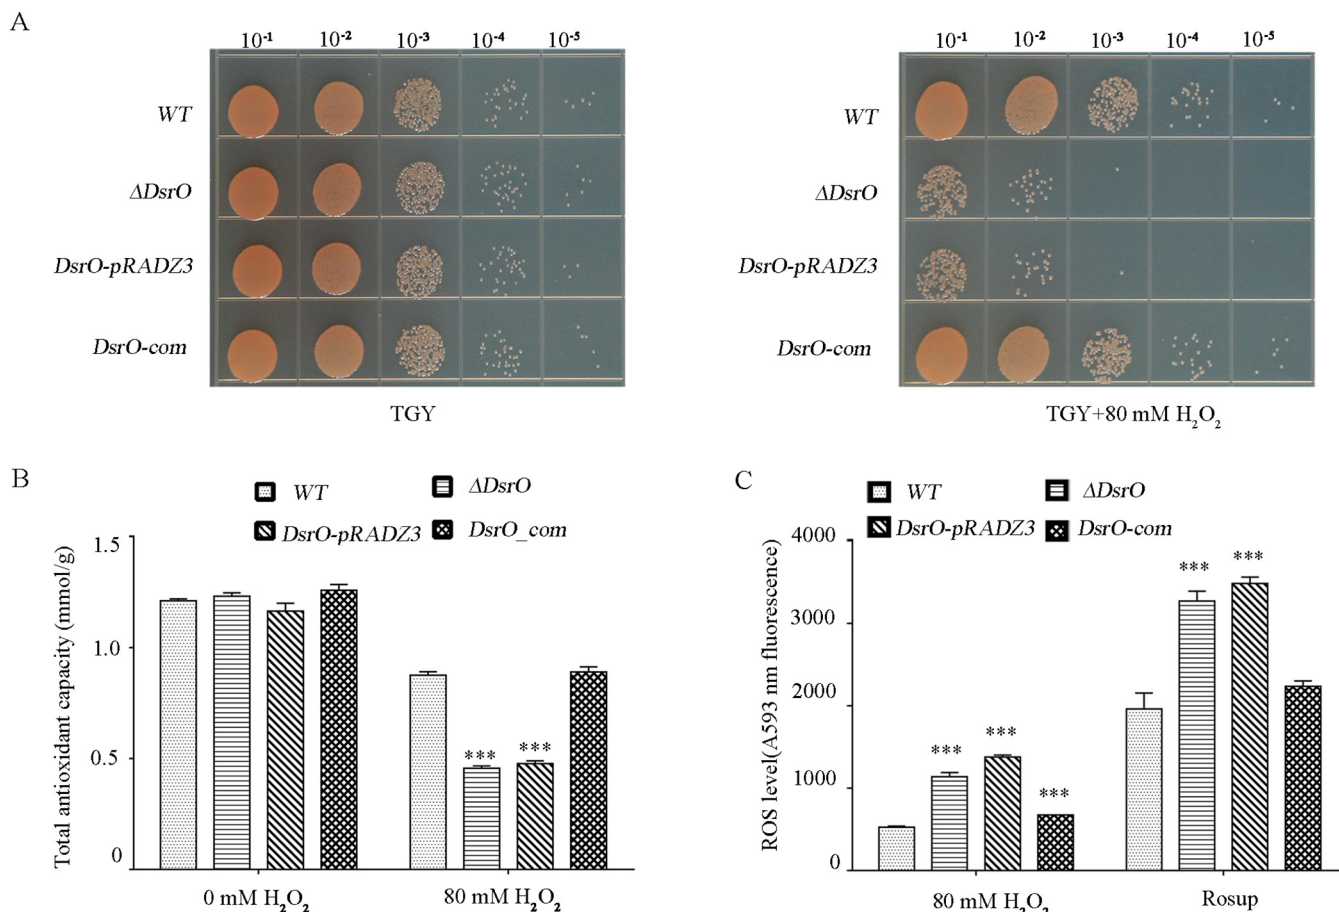 A
10⁻¹ 10⁻² 10⁻³ 10⁻⁴ 10⁻⁵
WT
ΔDsrO
DsrO-pRADZ3
DsrO-com
TGY
10⁻¹ 10⁻² 10⁻³ 10⁻⁴ 10⁻⁵
WT
ΔDsrO
DsrO-pRADZ3
DsrO-com
TGY+80 mM H₂O₂
B
WT ΔDsrO
DsrO-pRADZ3 DsrO_com
Total antioxidant capacity (mmol/g)
1.5
1.0
0.5
0
*** ***
0 mM H₂O₂ 80 mM H₂O₂
C
WT ΔDsrO
DsrO-pRADZ3 DsrO-com
ROS level(A593 nm fluorescence)
4000
3000
2000
1000
0
*** *** *** *** ***
80 mM H₂O₂ Rosup